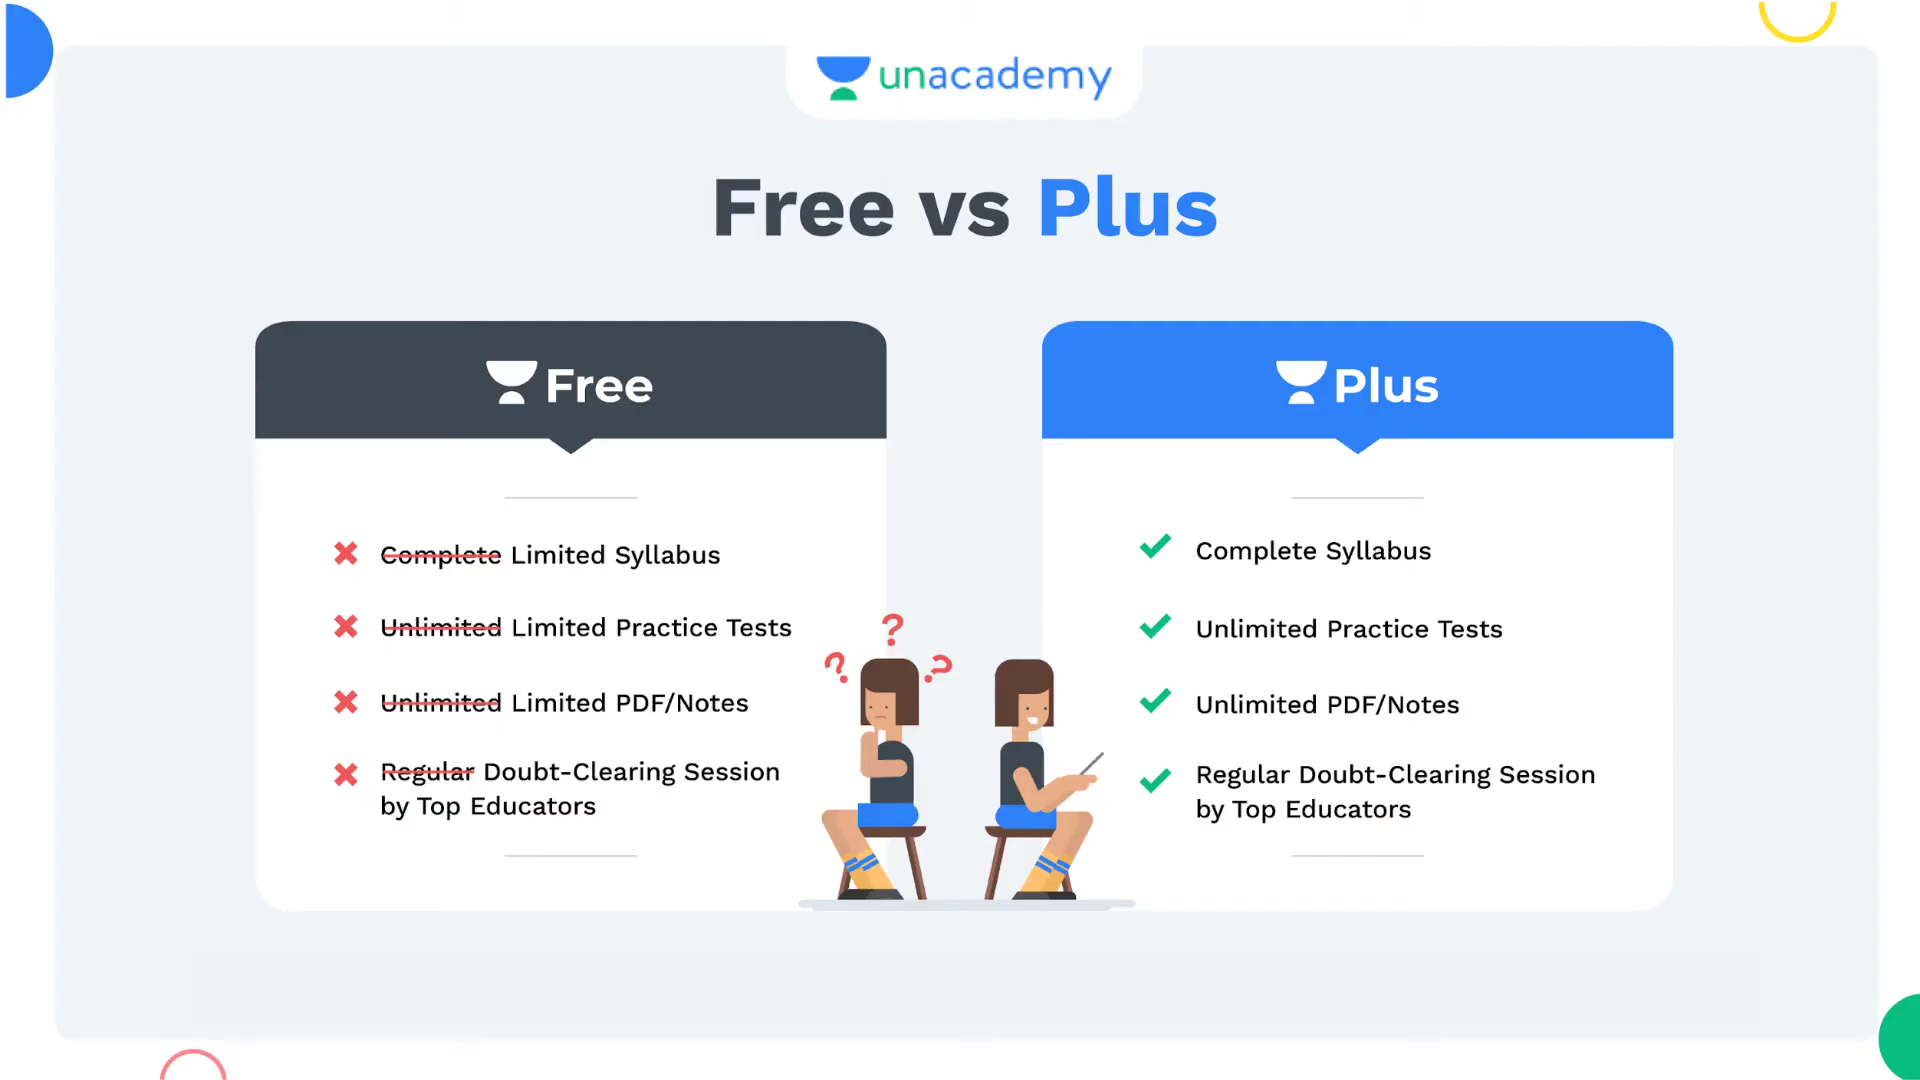 unacademy
Free vs Plus
Free
Complete Limited Syllabus
Unlimited Limited Practice Tests
Unlimited Limited PDF/Notes
Regular Doubt-Clearing Session
by Top Educators
? ? ?
Plus
Complete Syllabus
Unlimited Practice Tests
Unlimited PDF/Notes
Regular Doubt-Clearing Session
by Top Educators